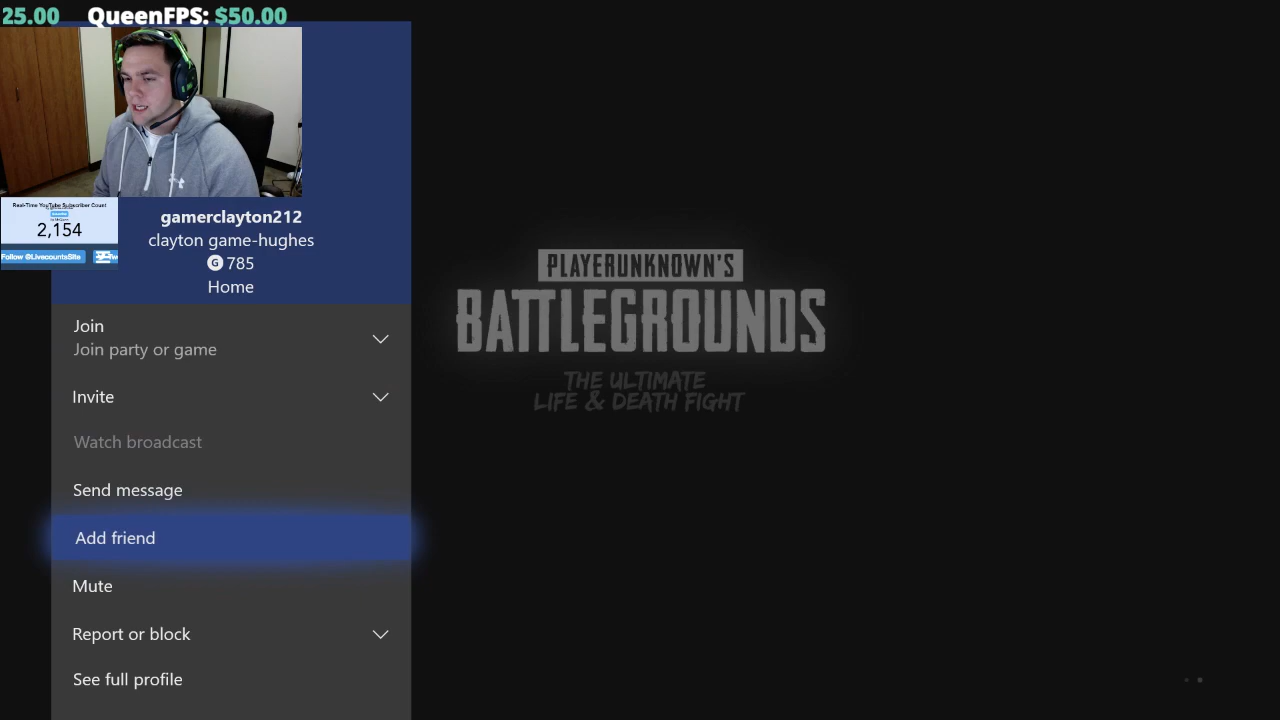 25.00 QueenFPS: $50.00
Real-Time YouTube Subscriber Count
2,154
Follow @LivecountsSite
Tw
gamerclayton212
clayton game-hughes
G 785
Home
Join
Join party or game
Invite
Watch broadcast
Send message
Add friend
Mute
Report or block
See full profile
PLAYERUNKNOWN'S
BATTLEGROUNDS
THE ULTIMATE
LIFE & DEATH FIGHT